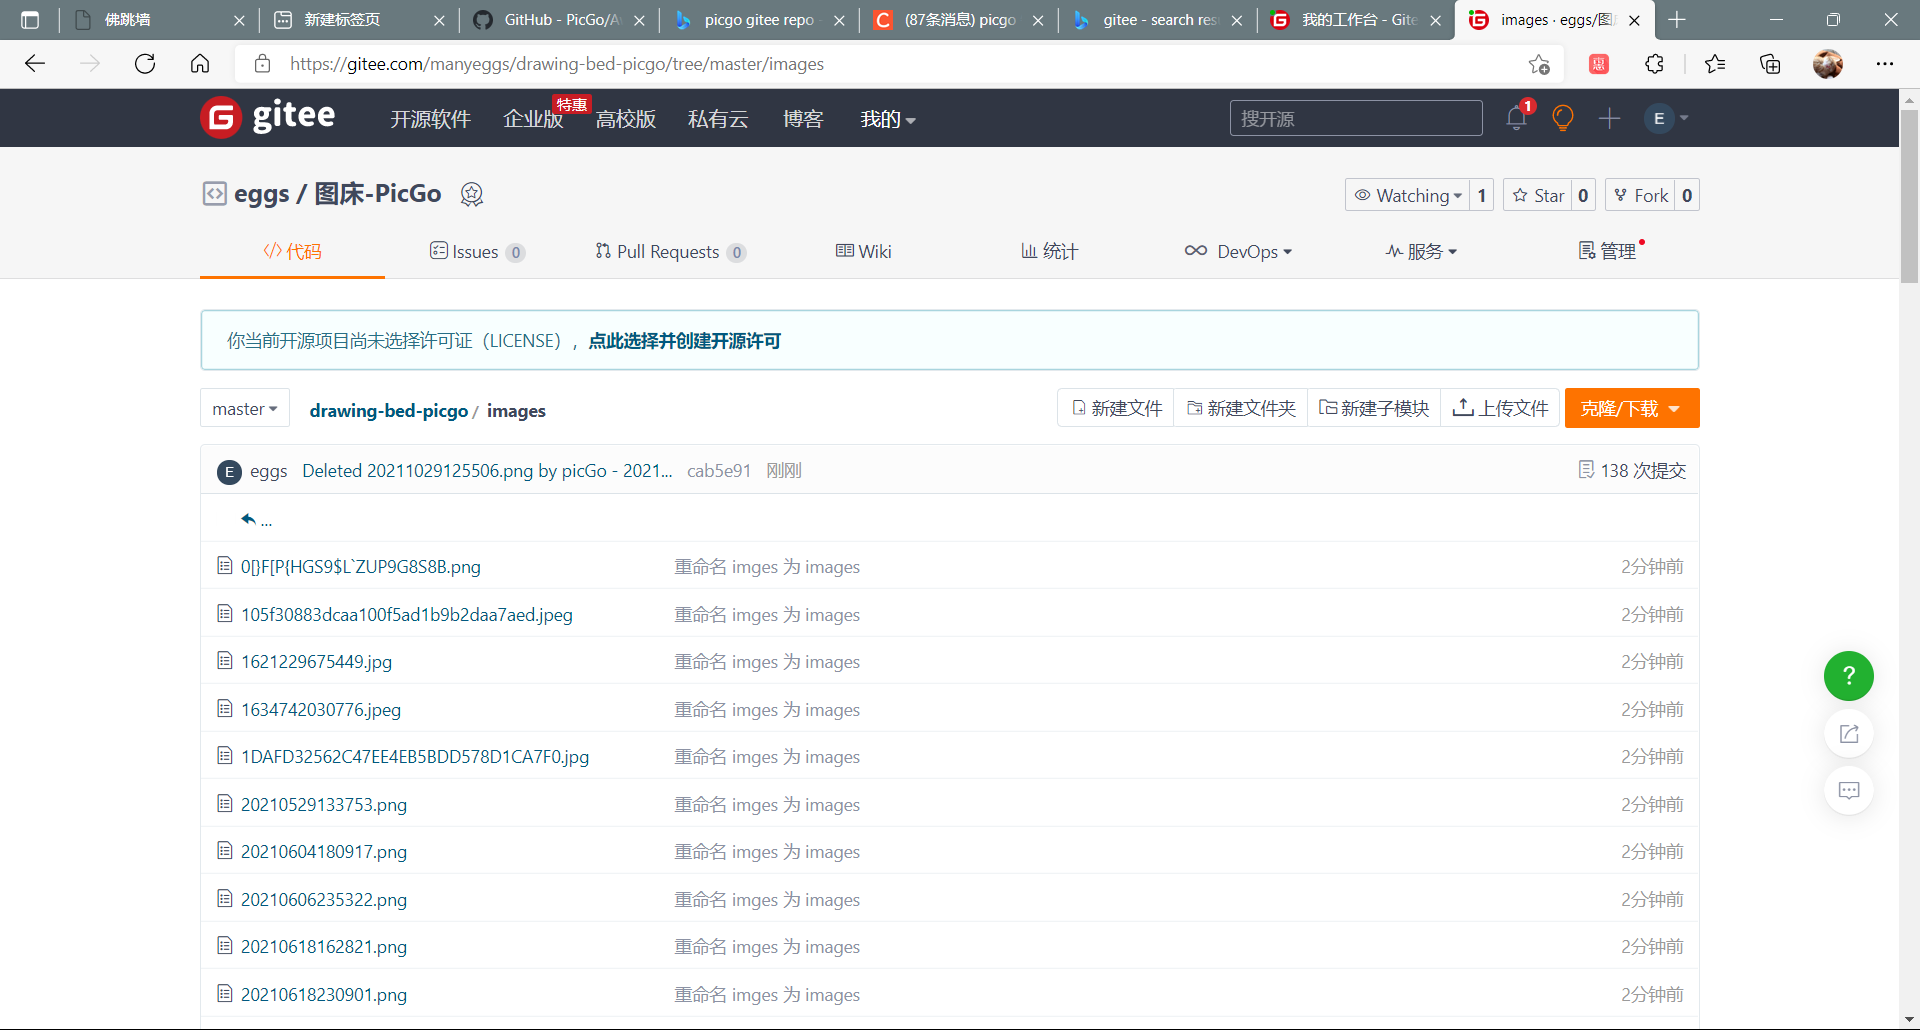 佛跳墙
新建标签页
GitHub - PicGo/
picgo gitee repo
(87条消息) picgo
gitee - search res
我的工作台 - Gite
images · eggs/图
https://gitee.com/manyeggs/drawing-bed-picgo/tree/master/images
惠
gitee
开源软件
企业版
特惠
高校版
私有云
博客
我的
搜开源
1
E
eggs / 图床-PicGo
Watching 1
Star 0
Fork 0
代码
Issues 0
Pull Requests 0
Wiki
统计
DevOps
服务
管理
你当前开源项目尚未选择许可证（LICENSE），点此选择并创建开源许可
master
drawing-bed-picgo / images
新建文件
新建文件夹
新建子模块
上传文件
克隆/下载
E eggs Deleted 20211029125506.png by picGo - 2021... cab5e91 刚刚
138 次提交
...
0[}F[P{HGS9$L`ZUP9G8S8B.png 重命名 imges 为 images 2分钟前
105f30883dcaa100f5ad1b9b2daa7aed.jpeg 重命名 imges 为 images 2分钟前
1621229675449.jpg 重命名 imges 为 images 2分钟前
1634742030776.jpeg 重命名 imges 为 images 2分钟前
1DAFD32562C47EE4EB5BDD578D1CA7F0.jpg 重命名 imges 为 images 2分钟前
20210529133753.png 重命名 imges 为 images 2分钟前
20210604180917.png 重命名 imges 为 images 2分钟前
20210606235322.png 重命名 imges 为 images 2分钟前
20210618162821.png 重命名 imges 为 images 2分钟前
20210618230901.png 重命名 imges 为 images 2分钟前
?